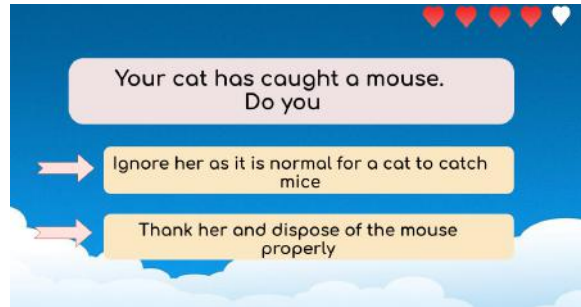 Your cat has caught a mouse.
Do you
Ignore her as it is normal for a cat to catch
mice
Thank her and dispose of the mouse
properly